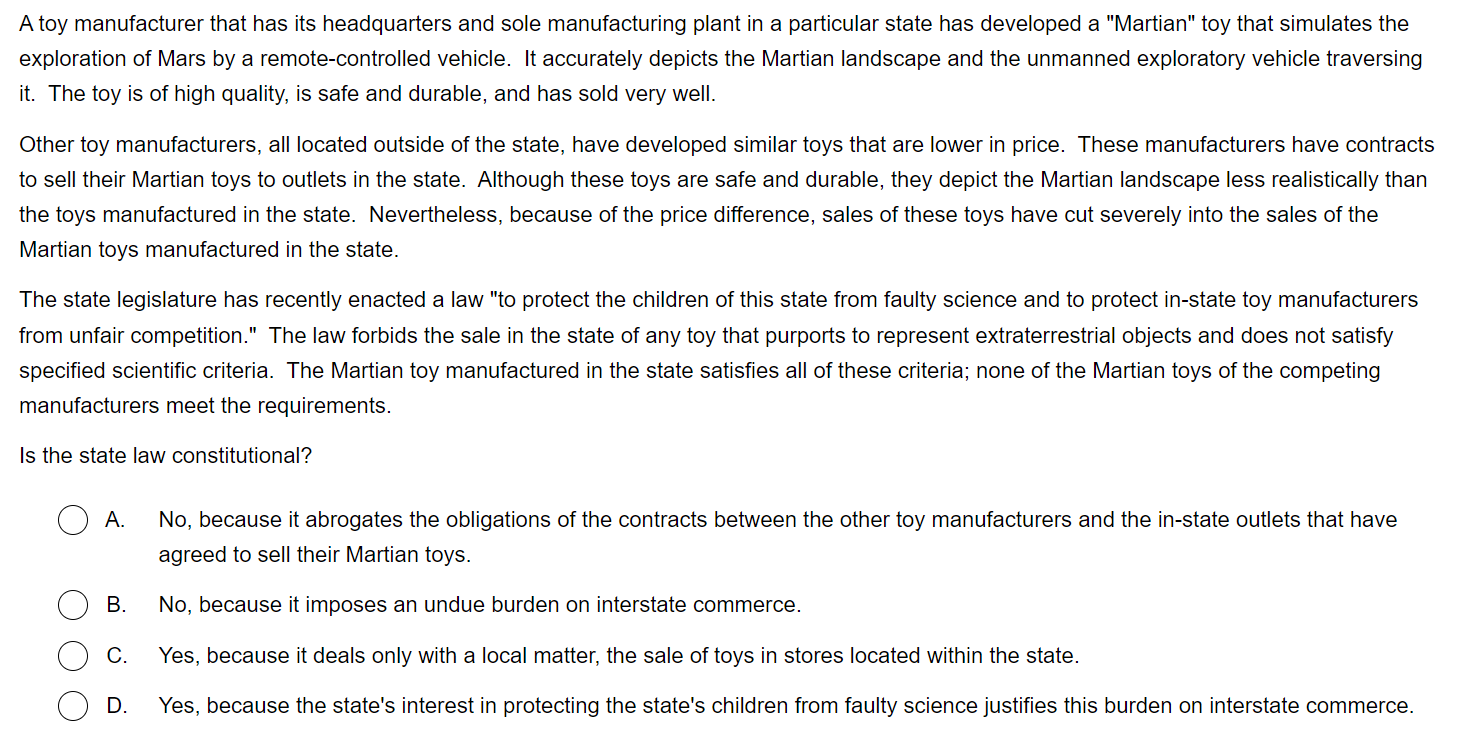 A toy manufacturer that has its headquarters and sole manufacturing plant in a particular state has developed a "Martian" toy that simulates the
exploration of Mars by a remote-controlled vehicle.  It accurately depicts the Martian landscape and the unmanned exploratory vehicle traversing
it.  The toy is of high quality, is safe and durable, and has sold very well.
Other toy manufacturers, all located outside of the state, have developed similar toys that are lower in price.  These manufacturers have contracts
to sell their Martian toys to outlets in the state.  Although these toys are safe and durable, they depict the Martian landscape less realistically than
the toys manufactured in the state.  Nevertheless, because of the price difference, sales of these toys have cut severely into the sales of the
Martian toys manufactured in the state.
The state legislature has recently enacted a law "to protect the children of this state from faulty science and to protect in-state toy manufacturers
from unfair competition."  The law forbids the sale in the state of any toy that purports to represent extraterrestrial objects and does not satisfy
specified scientific criteria.  The Martian toy manufactured in the state satisfies all of these criteria; none of the Martian toys of the competing
manufacturers meet the requirements.
Is the state law constitutional?
A. No, because it abrogates the obligations of the contracts between the other toy manufacturers and the in-state outlets that have
agreed to sell their Martian toys.
B. No, because it imposes an undue burden on interstate commerce.
C. Yes, because it deals only with a local matter, the sale of toys in stores located within the state.
D. Yes, because the state's interest in protecting the state's children from faulty science justifies this burden on interstate commerce.